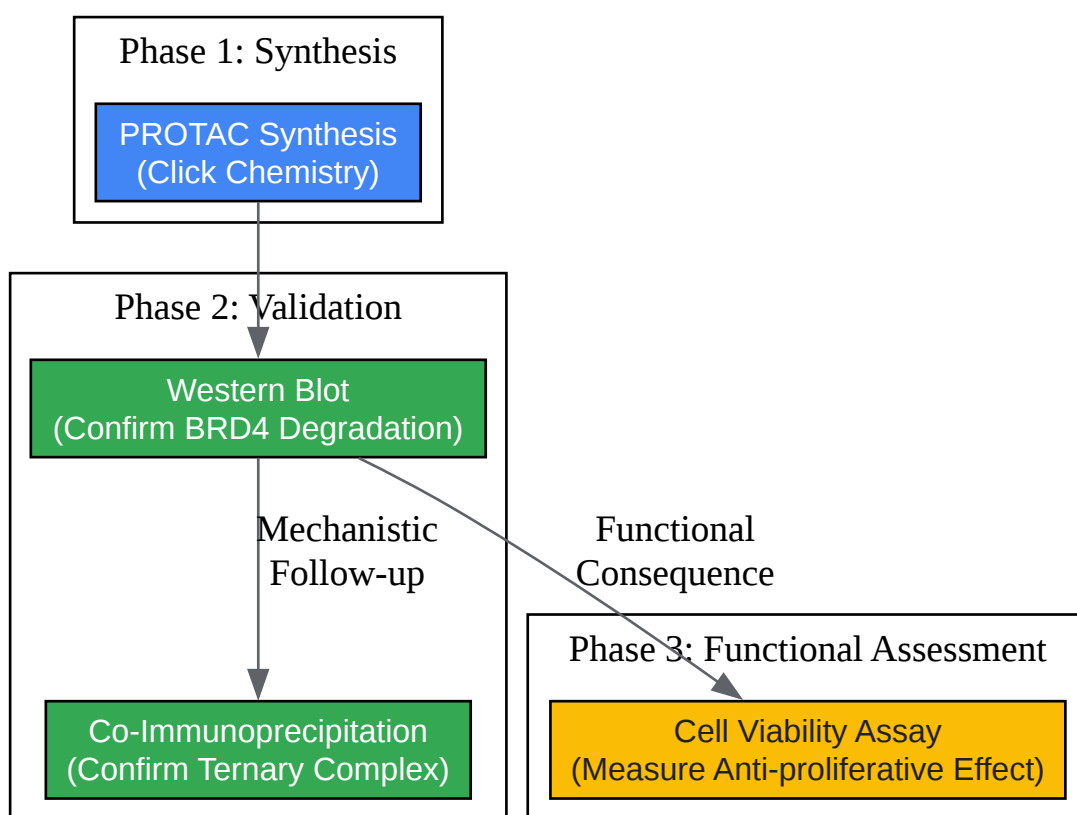 Phase 1: Synthesis
PROTAC Synthesis
(Click Chemistry)
Phase 2: Validation
Western Blot
(Confirm BRD4 Degradation)
Mechanistic
Follow-up
Functional
Consequence
Phase 3: Functional Assessment
Co-Immunoprecipitation
(Confirm Ternary Complex)
Cell Viability Assay
(Measure Anti-proliferative Effect)